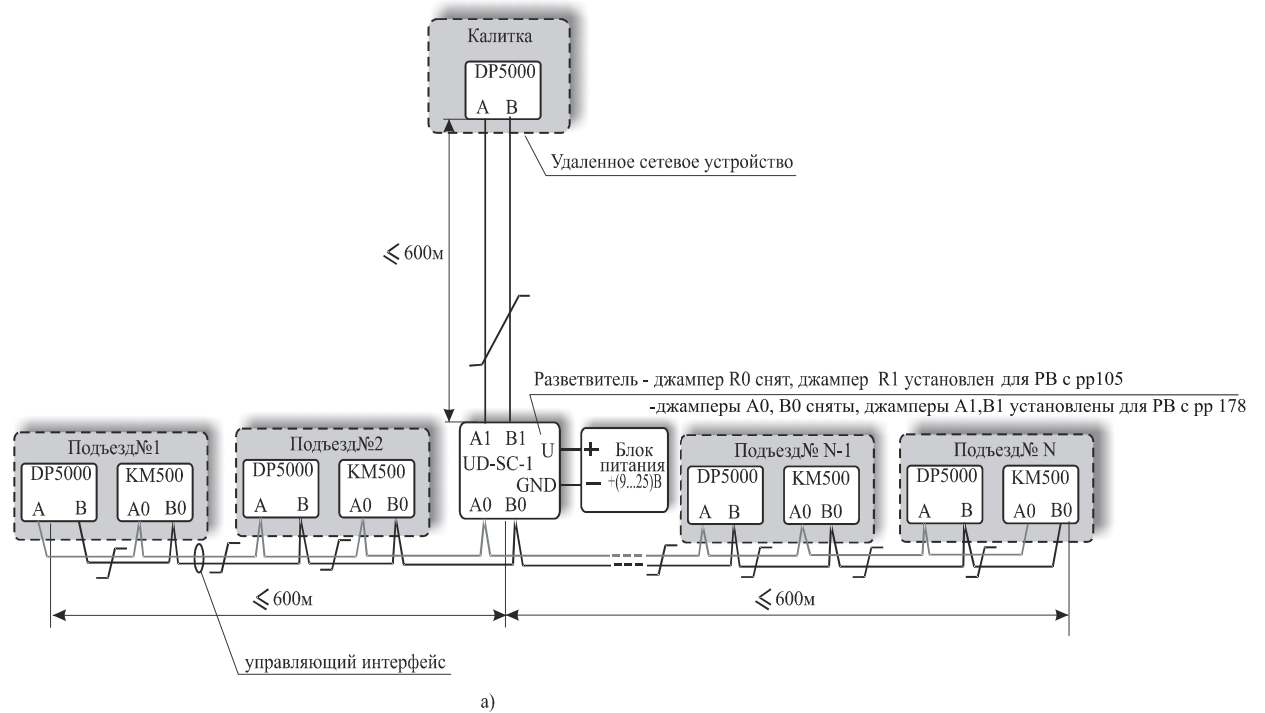 Калитка
DP5000
A B
Удаленное сетевое устройство
⩽ 600м
Разветвитель - джампер R0 снят, джампер R1 установлен для РВ с pp105
-джамперы A0, B0 сняты, джамперы A1,B1 установлены для РВ с pp 178
Подъезд№1
DP5000
A B
KM500
A0 B0
Подъезд№2
DP5000
A B
KM500
A0 B0
A1 B1
U
UD-SC-1
GND
A0 B0
+ Блок
питания
– +(9...25)В
Подъезд№ N-1
DP5000
A B
KM500
A0 B0
Подъезд№ N
DP5000
A B
KM500
A0 B0
⩽ 600м
⩽ 600м
управляющий интерфейс
а)